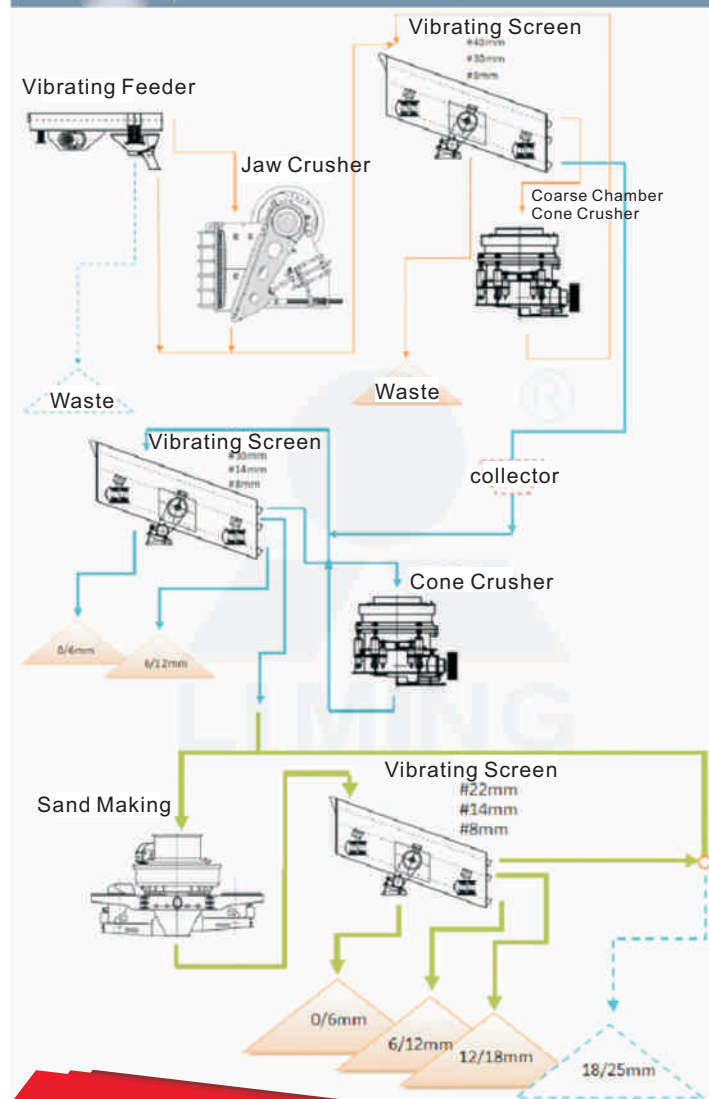 Vibrating Screen
#40mm
#30mm
#8mm
Vibrating Feeder
Jaw Crusher
Coarse Chamber
Cone Crusher
Waste
Waste
Vibrating Screen
#30mm
#14mm
#8mm
collector
Cone Crusher
0/6mm
6/12mm
LIMING
®
Vibrating Screen
#22mm
#14mm
#8mm
Sand Making
0/6mm
6/12mm
12/18mm
18/25mm